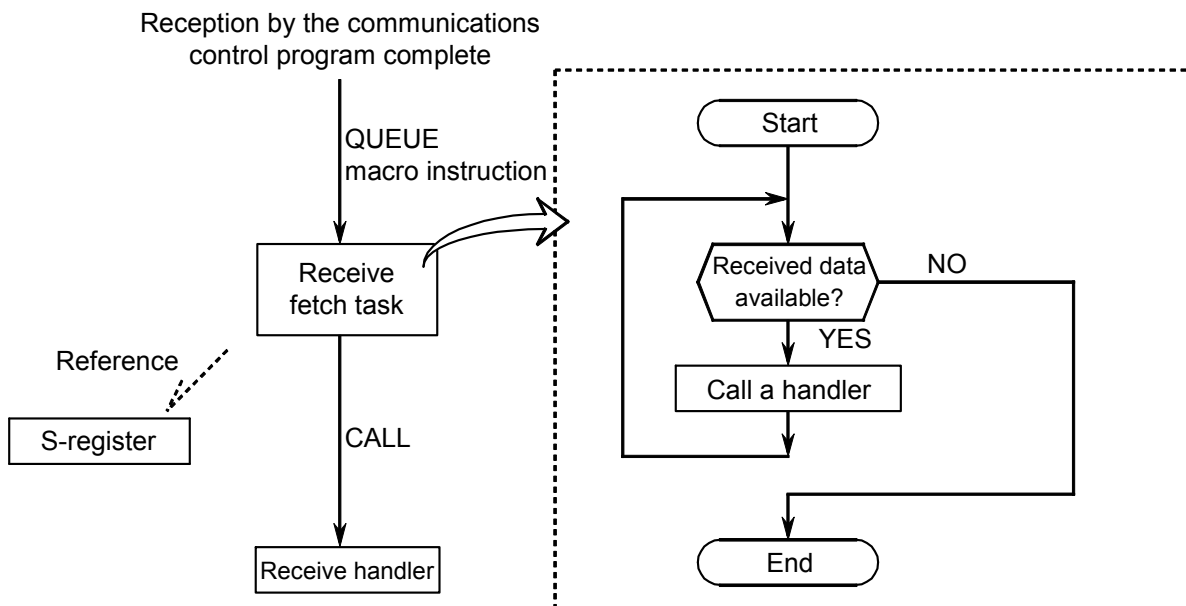 Reception by the communications
control program complete
QUEUE
macro instruction
Receive
fetch task
Reference
S-register
CALL
Receive handler
Start
Received data
available?
NO
YES
Call a handler
End